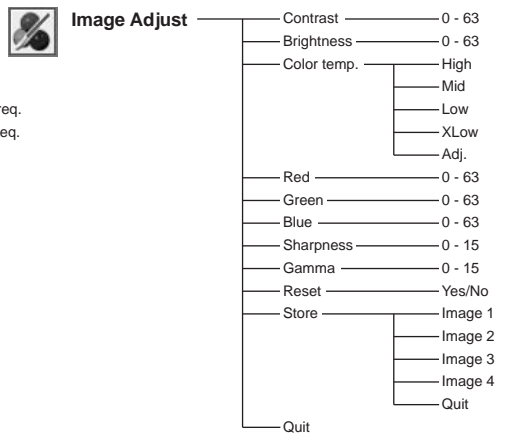 Image Adjust
Contrast 0 - 63
Brightness 0 - 63
Color temp. High
Mid
Low
XLow
Adj.
req.
eq.
Red 0 - 63
Green 0 - 63
Blue 0 - 63
Sharpness 0 - 15
Gamma 0 - 15
Reset Yes/No
Store Image 1
Image 2
Image 3
Image 4
Quit
Quit